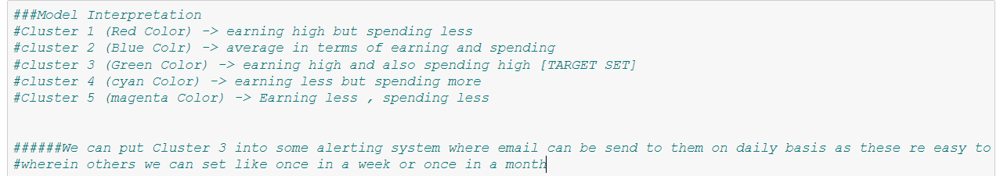 ###Model Interpretation
#Cluster 1 (Red Color) -> earning high but spending less
#cluster 2 (Blue Colr) -> average in terms of earning and spending
#cluster 3 (Green Color) -> earning high and also spending high [TARGET SET]
#cluster 4 (cyan Color) -> earning less but spending more
#Cluster 5 (magenta Color) -> Earning less , spending less
######We can put Cluster 3 into some alerting system where email can be send to them on daily basis as these re easy to
#wherein others we can set like once in a week or once in a month